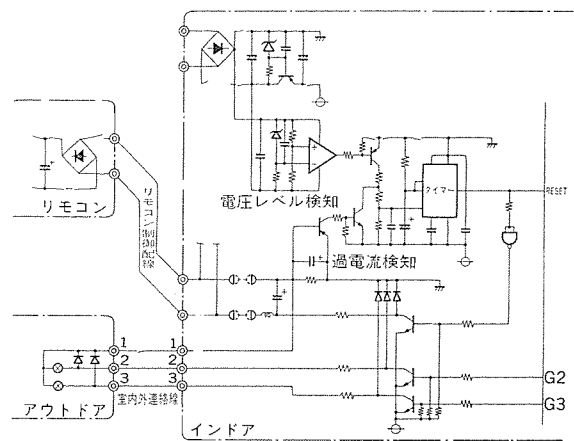 リモコン
リモコン制御配線
電圧レベル検知
タイマー
RESET
過電流検知
1 1
2 2
3 3
室内外連絡線
アウトドア
インドア
G2
G3